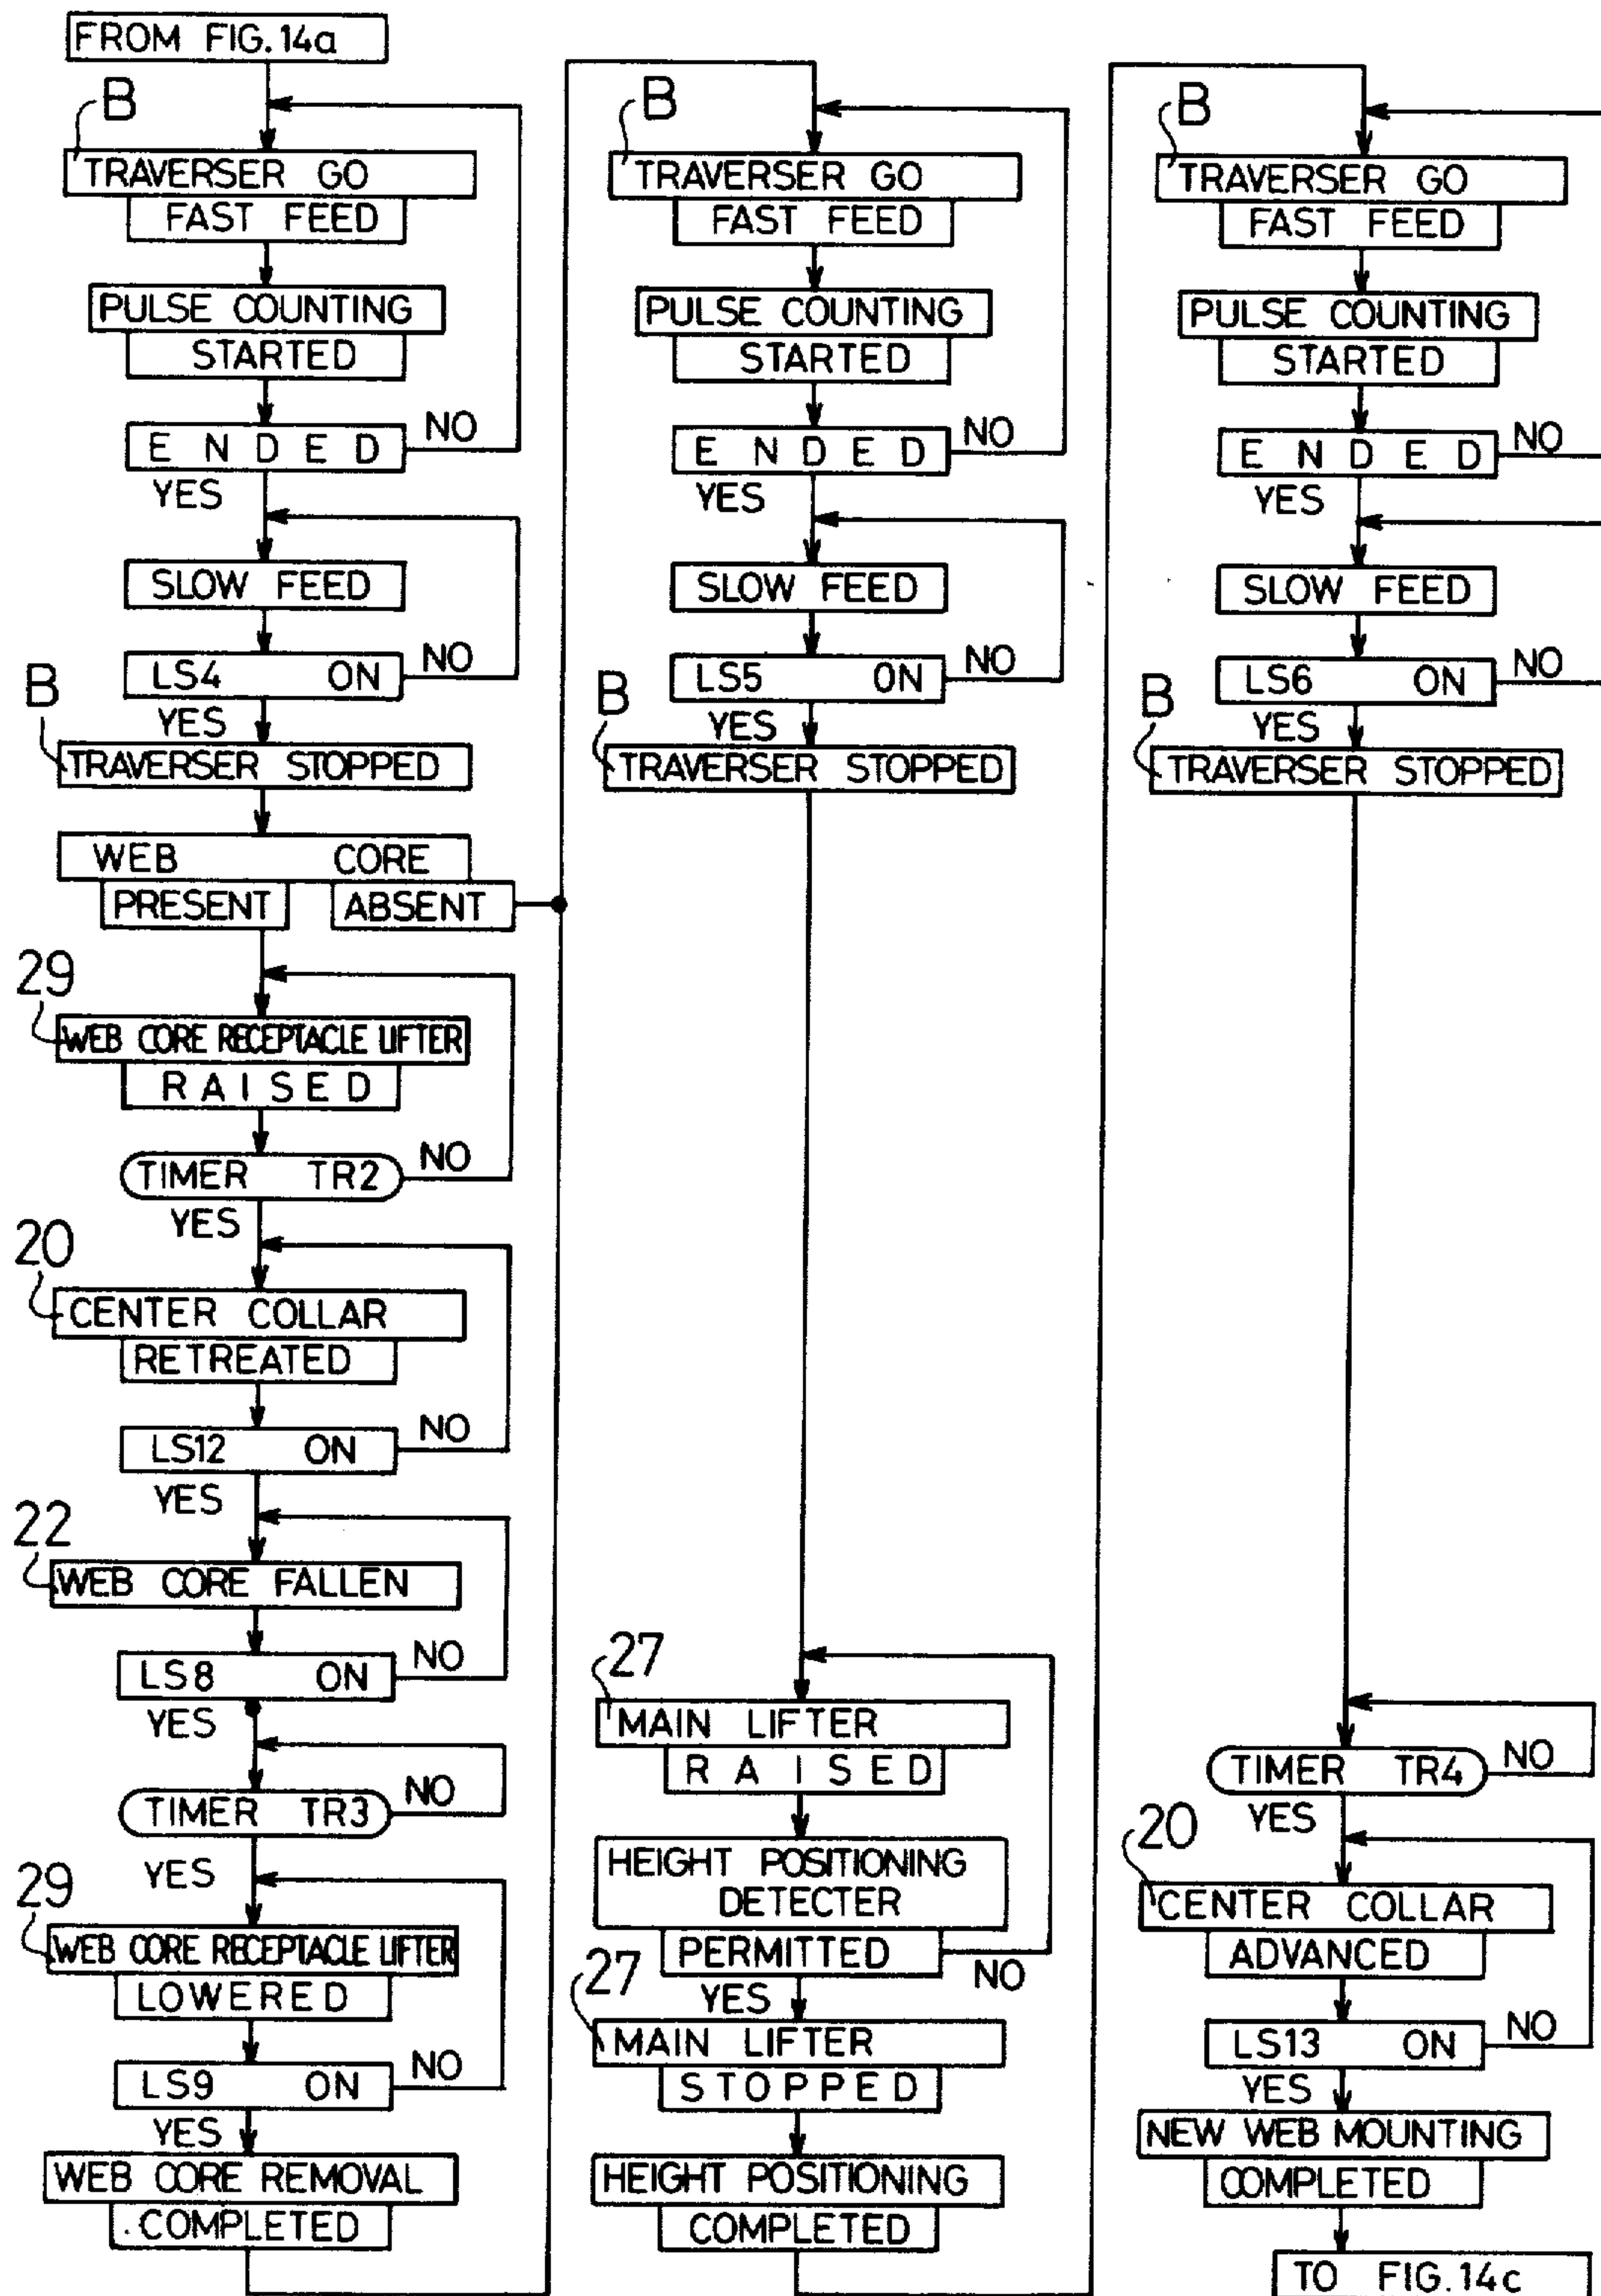 FROM FIG.14a
B
TRAVERSER GO
FAST FEED
PULSE COUNTING
STARTED
ENDED NO
YES
SLOW FEED
LS4 ON NO
YES
B
TRAVERSER STOPPED
WEB CORE
PRESENT ABSENT
29
WEB CORE RECEPTACLE LIFTER
RAISED
TIMER TR2 NO
YES
20
CENTER COLLAR
RETREATED
LS12 ON NO
YES
22
WEB CORE FALLEN
LS8 ON NO
YES
TIMER TR3 NO
YES
29
WEB CORE RECEPTACLE LIFTER
LOWERED
LS9 ON NO
YES
WEB CORE REMOVAL
COMPLETED
B
TRAVERSER GO
FAST FEED
PULSE COUNTING
STARTED
ENDED NO
YES
SLOW FEED
LS5 ON NO
YES
B
TRAVERSER STOPPED
27
MAIN LIFTER
RAISED
HEIGHT POSITIONING
DETECTER
PERMITTED
NO
YES
27
MAIN LIFTER
STOPPED
HEIGHT POSITIONING
COMPLETED
B
TRAVERSER GO
FAST FEED
PULSE COUNTING
STARTED
ENDED NO
YES
SLOW FEED
LS6 ON NO
YES
B
TRAVERSER STOPPED
TIMER TR4 NO
YES
20
CENTER COLLAR
ADVANCED
LS13 ON NO
YES
NEW WEB MOUNTING
COMPLETED
TO FIG.14c